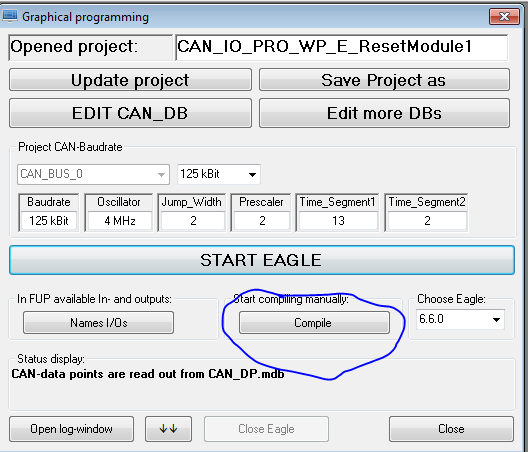 Graphical programming
Opened project: CAN_IO_PRO_WP_E_ResetModule1
Update project Save Project as
EDIT CAN_DB Edit more DBs
Project CAN-Baudrate
CAN_BUS_0 125 kBit
Baudrate Oscillator Jump_Width Prescaler Time_Segment1 Time_Segment2
125 kBit 4 MHz 2 2 13 2
START EAGLE
In FUP available In- and outputs: Start compiling manually: Choose Eagle:
Names I/Os Compile 6.6.0
Status display:
CAN-data points are read out from CAN_DP.mdb
Open log-window ↓↓ Close Eagle Close